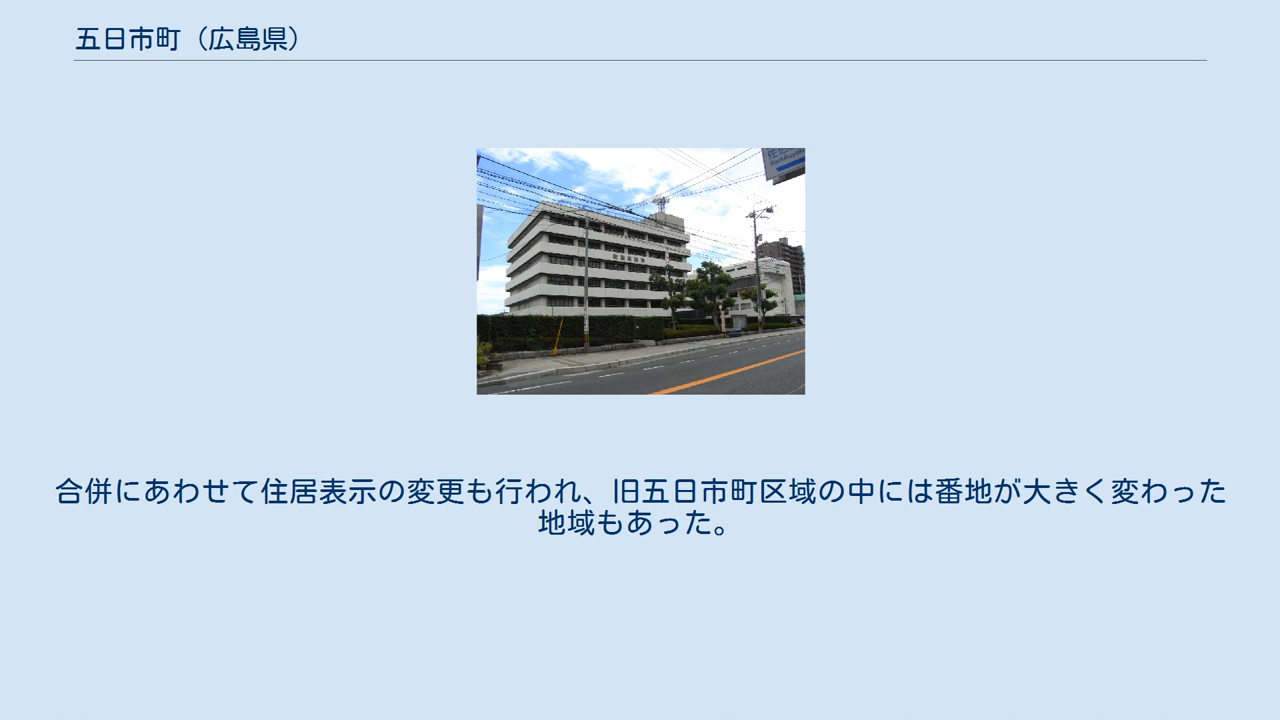 五日市町（広島県）
合併にあわせて住居表示の変更も行われ、旧五日市町区域の中には番地が大きく変わった
地域もあった。